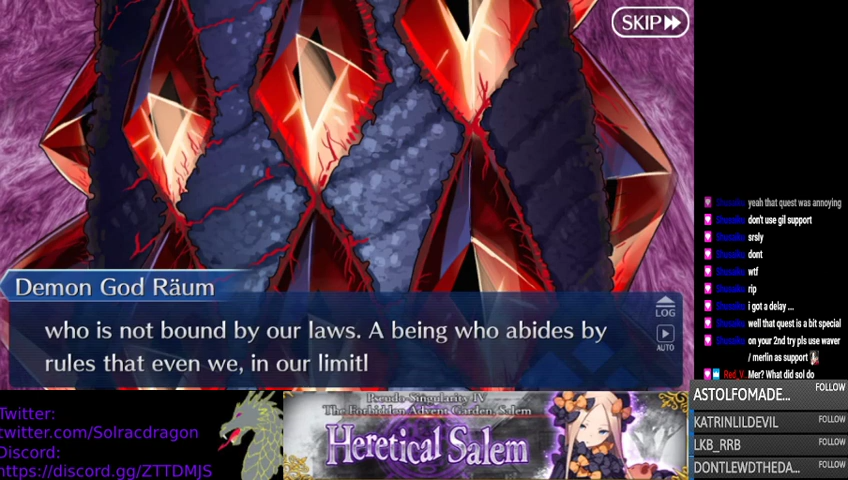 SKIP
Demon God Räum
who is not bound by our laws. A being who abides by
rules that even we, in our limitl
LOG
AUTO
yeah that quest was annoying
don't use gil support
srsly
dont
wtf
rip
i got a delay ...
well that quest is a bit special
on your 2nd try pls use waver
/ merlin as support
Red_V: Mer? What did sol do
Twitter:
twitter.com/Solracdragon
Discord:
https://discord.gg/ZTTDMJS
Pseudo-Singularity IV
The Forbidden Advent Garden, Salem
Heretical Salem
ASTOLFOMADE... FOLLOW
KATRINLILDEVIL FOLLOW
LKB_RRB FOLLOW
DONTLEWDTHEDA... FOLLOW